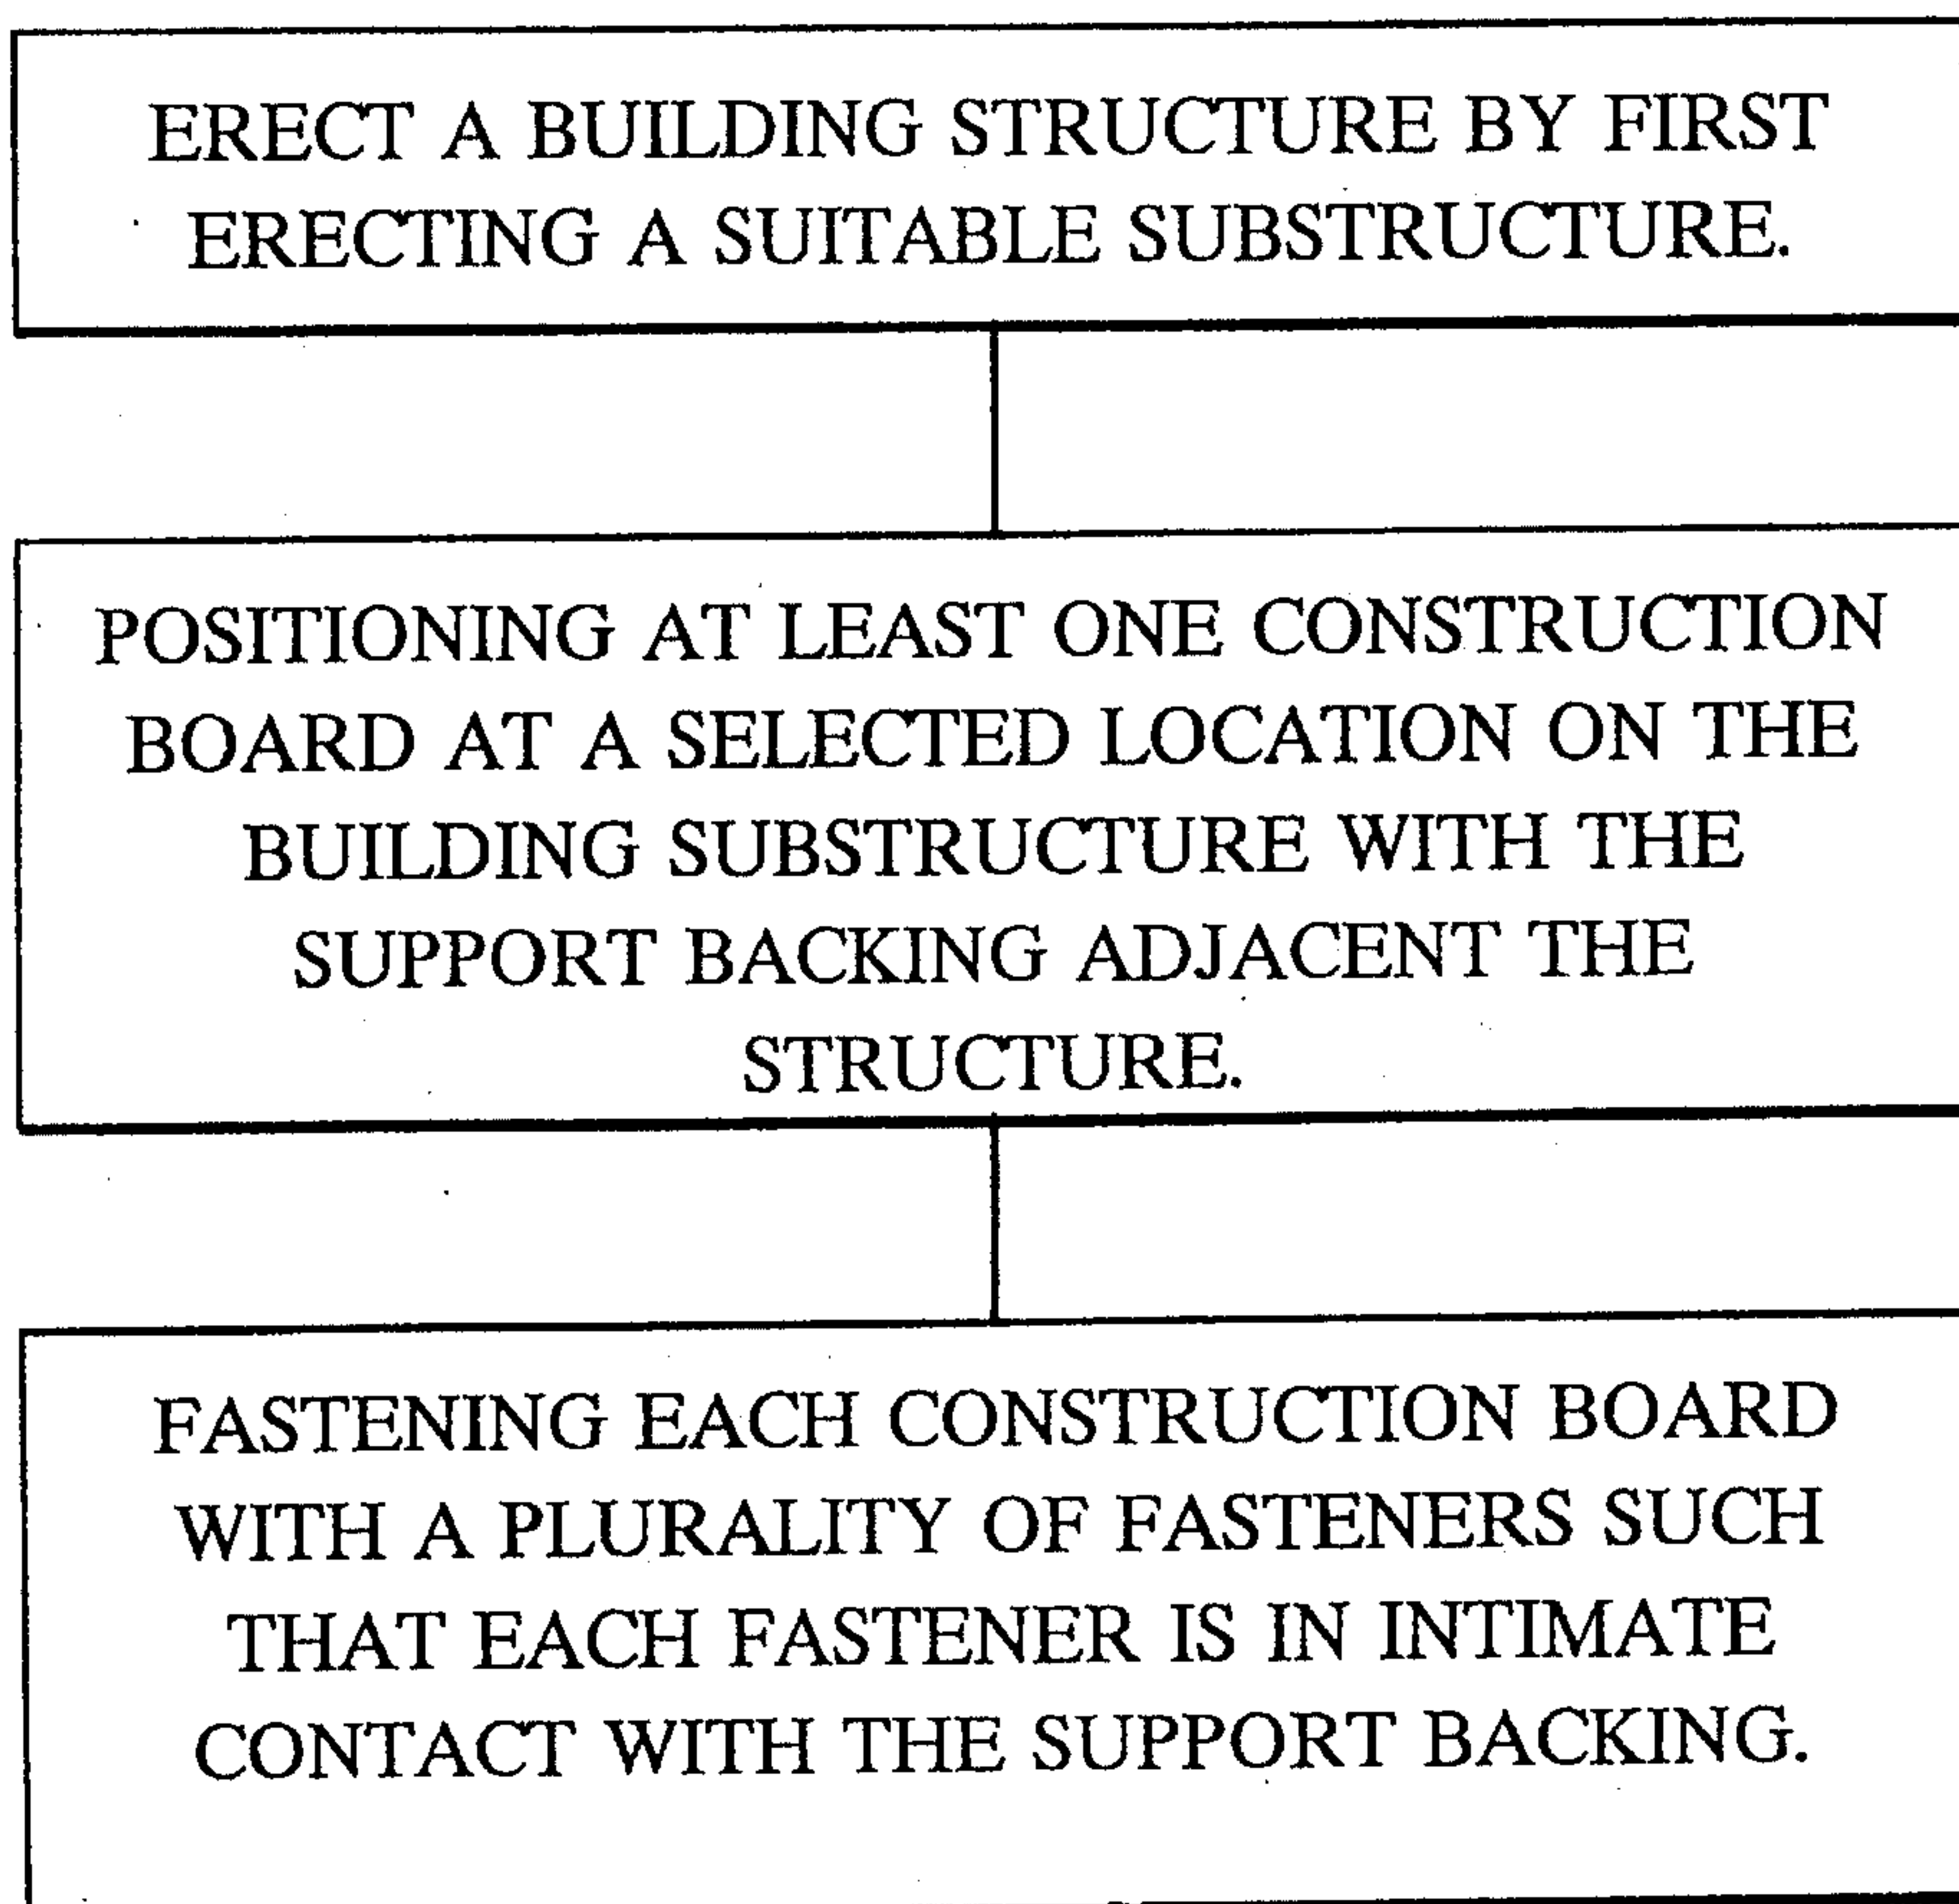 ERECT A BUILDING STRUCTURE BY FIRST
ERECTING A SUITABLE SUBSTRUCTURE.
POSITIONING AT LEAST ONE CONSTRUCTION
BOARD AT A SELECTED LOCATION ON THE
BUILDING SUBSTRUCTURE WITH THE
SUPPORT BACKING ADJACENT THE
STRUCTURE.
FASTENING EACH CONSTRUCTION BOARD
WITH A PLURALITY OF FASTENERS SUCH
THAT EACH FASTENER IS IN INTIMATE
CONTACT WITH THE SUPPORT BACKING.